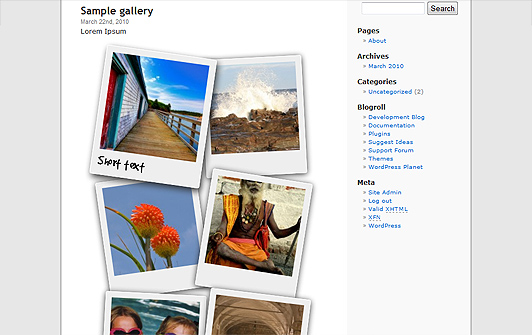 Sample gallery
March 22nd, 2010
Lorem Ipsum
Short text
Search
Pages
» About
Archives
» March 2010
Categories
» Uncategorized (2)
Blogroll
» Development Blog
» Documentation
» Plugins
» Suggest Ideas
» Support Forum
» Themes
» WordPress Planet
Meta
» Site Admin
» Log out
» Valid XHTML
» XFN
» WordPress